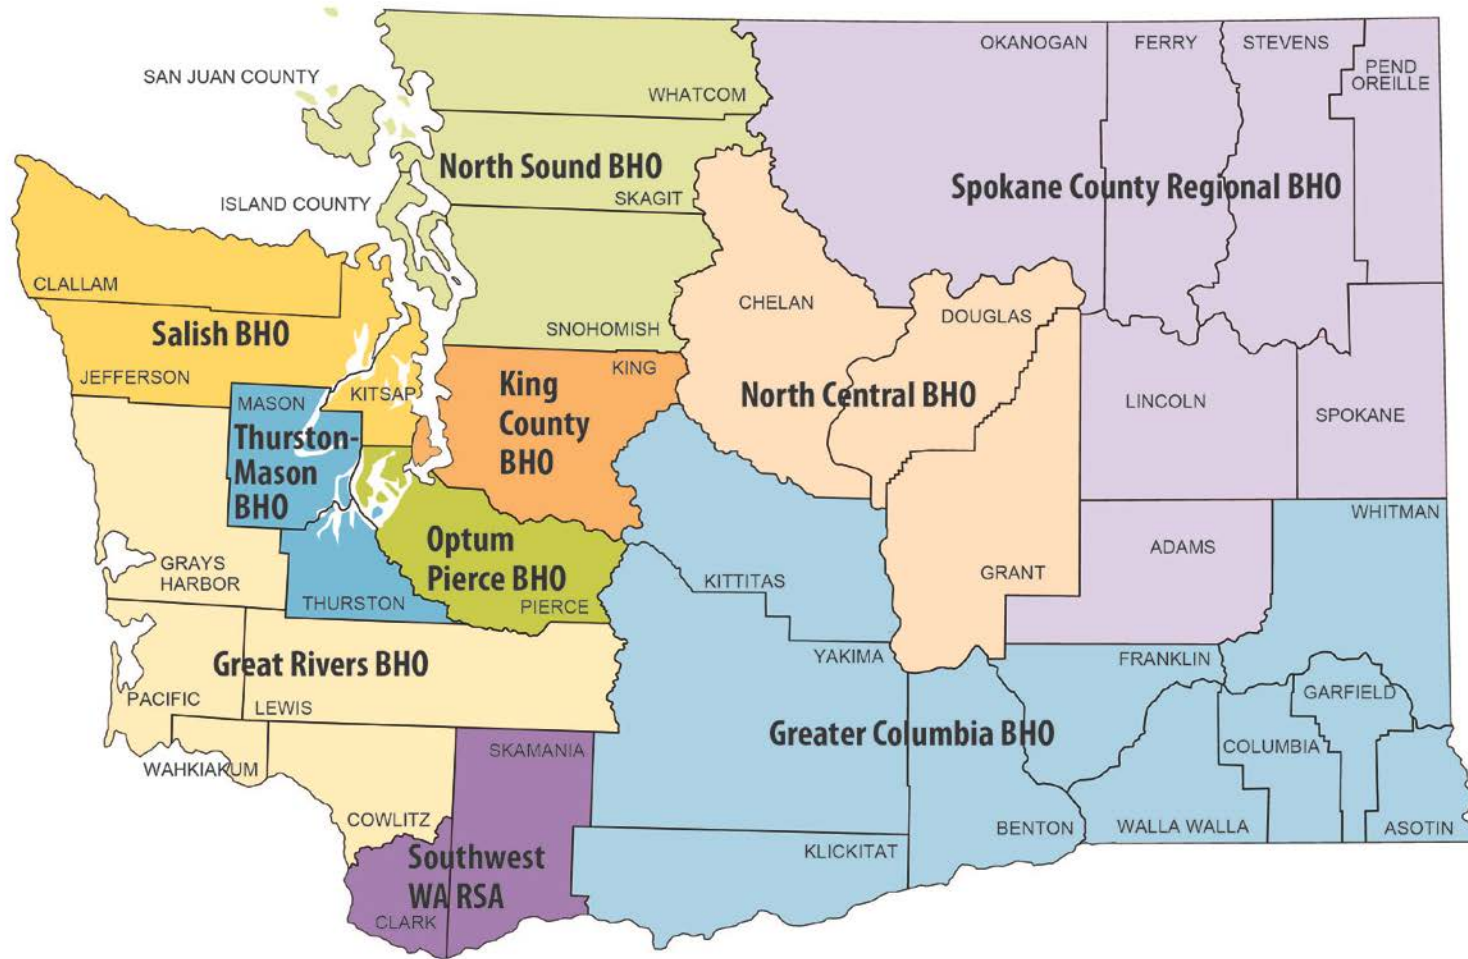 OKANOGAN
FERRY
STEVENS
PEND
OREILLE
SAN JUAN COUNTY
WHATCOM
North Sound BHO
SKAGIT
Spokane County Regional BHO
ISLAND COUNTY
CLALLAM
CHELAN
DOUGLAS
SNOHOMISH
Salish BHO
JEFFERSON
KITSAP
KING
King
County
BHO
North Central BHO
LINCOLN
SPOKANE
MASON
Thurston-
Mason
BHO
WHITMAN
Optum
Pierce BHO
PIERCE
ADAMS
GRAYS
HARBOR
THURSTON
KITTITAS
GRANT
YAKIMA
FRANKLIN
Great Rivers BHO
PACIFIC
LEWIS
GARFIELD
Greater Columbia BHO
COLUMBIA
SKAMANIA
WAHKIAKUM
COWLITZ
BENTON
WALLA WALLA
ASOTIN
KLICKITAT
Southwest
WA RSA
CLARK